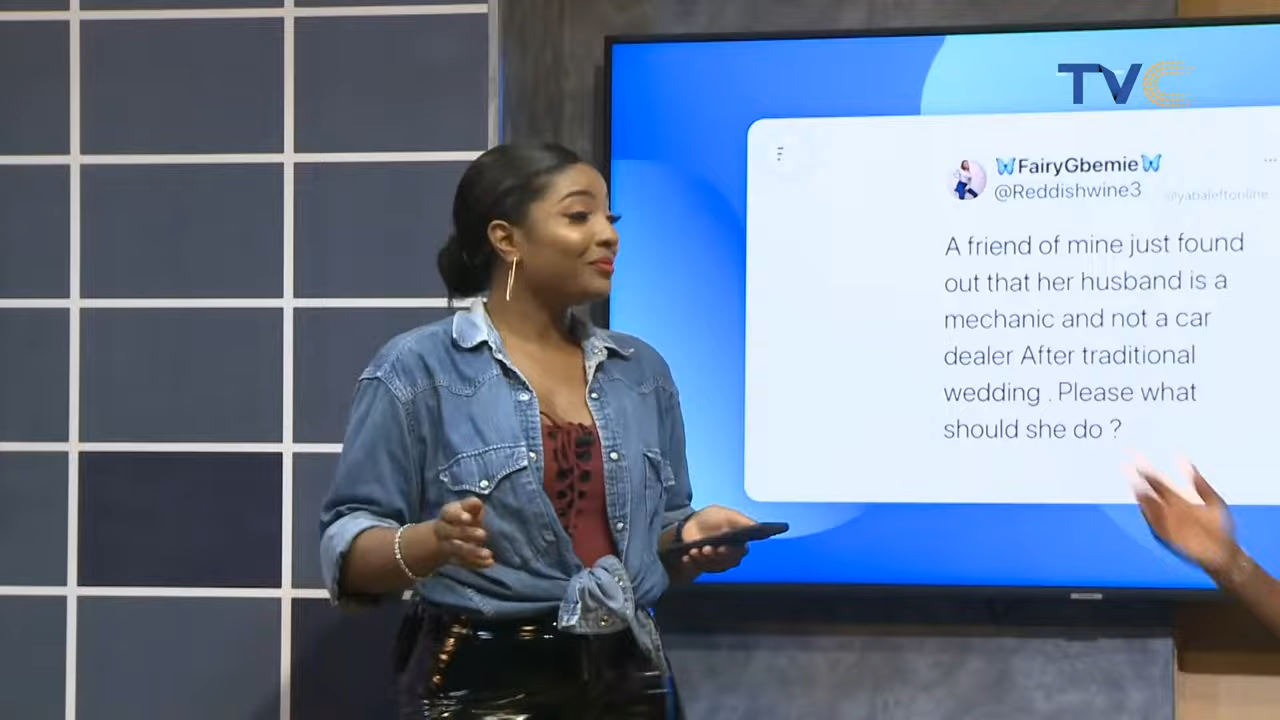 TVC
FairyGbemie
@Reddishwine3
@yabaleftonline
A friend of mine just found
out that her husband is a
mechanic and not a car
dealer After traditional
wedding . Please what
should she do ?